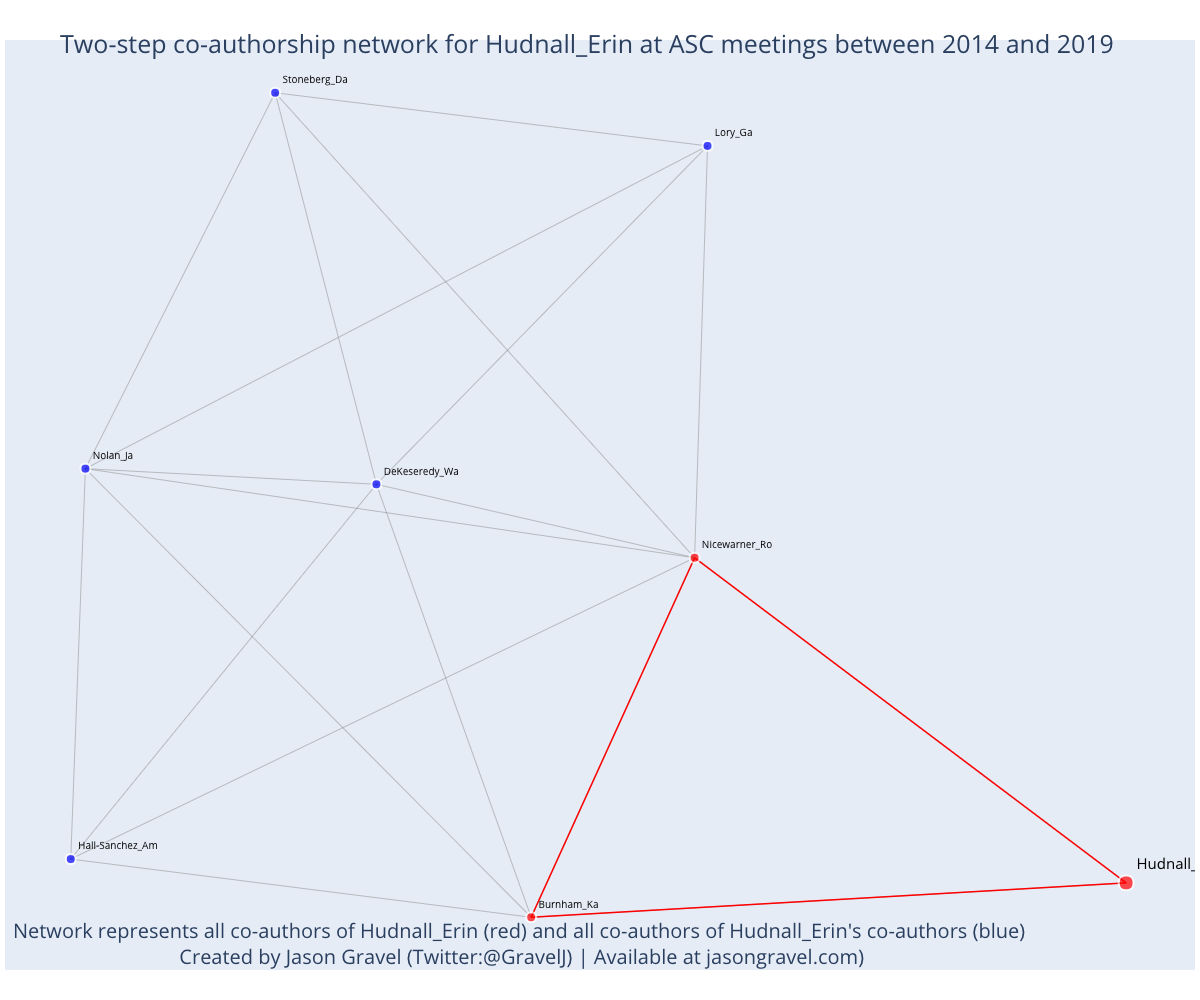 Two-step co-authorship network for Hudnall_Erin at ASC meetings between 2014 and 2019
Stoneberg_Da
Lory_Ga
Nolan_Ja
DeKeseredy_Wa
Nicewarner_Ro
Hall-Sanchez_Am
Hudnall_
Burnham_Ka
Network represents all co-authors of Hudnall_Erin (red) and all co-authors of Hudnall_Erin's co-authors (blue)
Created by Jason Gravel (Twitter:@GravelJ) | Available at jasongravel.com)